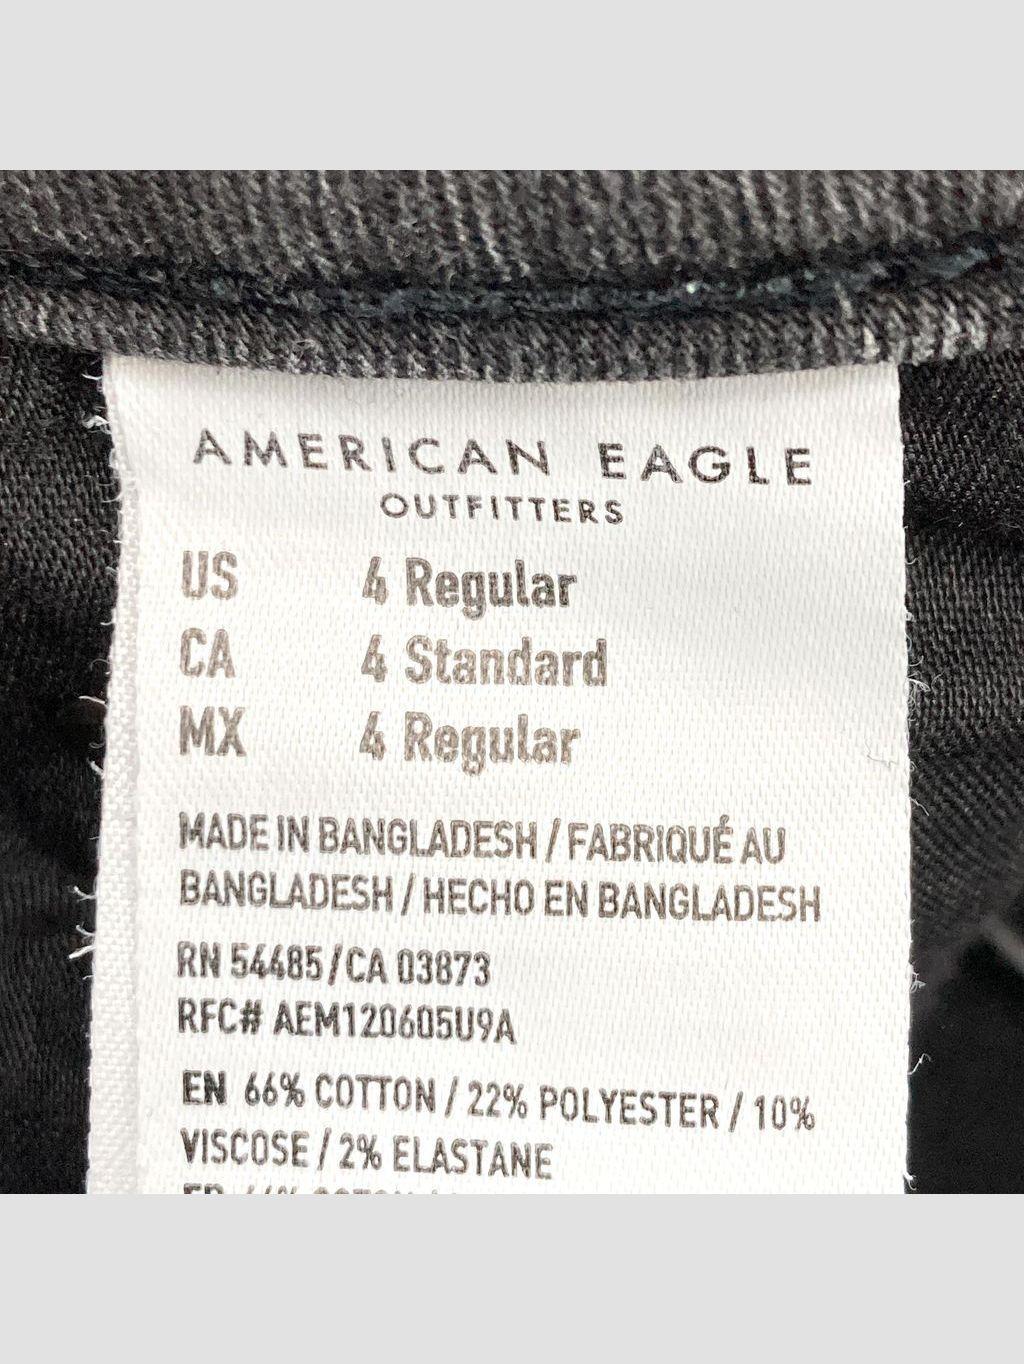 AMERICAN EAGLE
OUTFITTERS
US 4 Regular
CA 4 Standard
MX 4 Regular
MADE IN BANGLADESH / FABRIQUÉ AU
BANGLADESH / HECHO EN BANGLADESH
RN 54485 / CA 03873
RFC# AEM120605U9A
EN 66% COTTON / 22% POLYESTER / 10%
VISCOSE / 2% ELASTANE